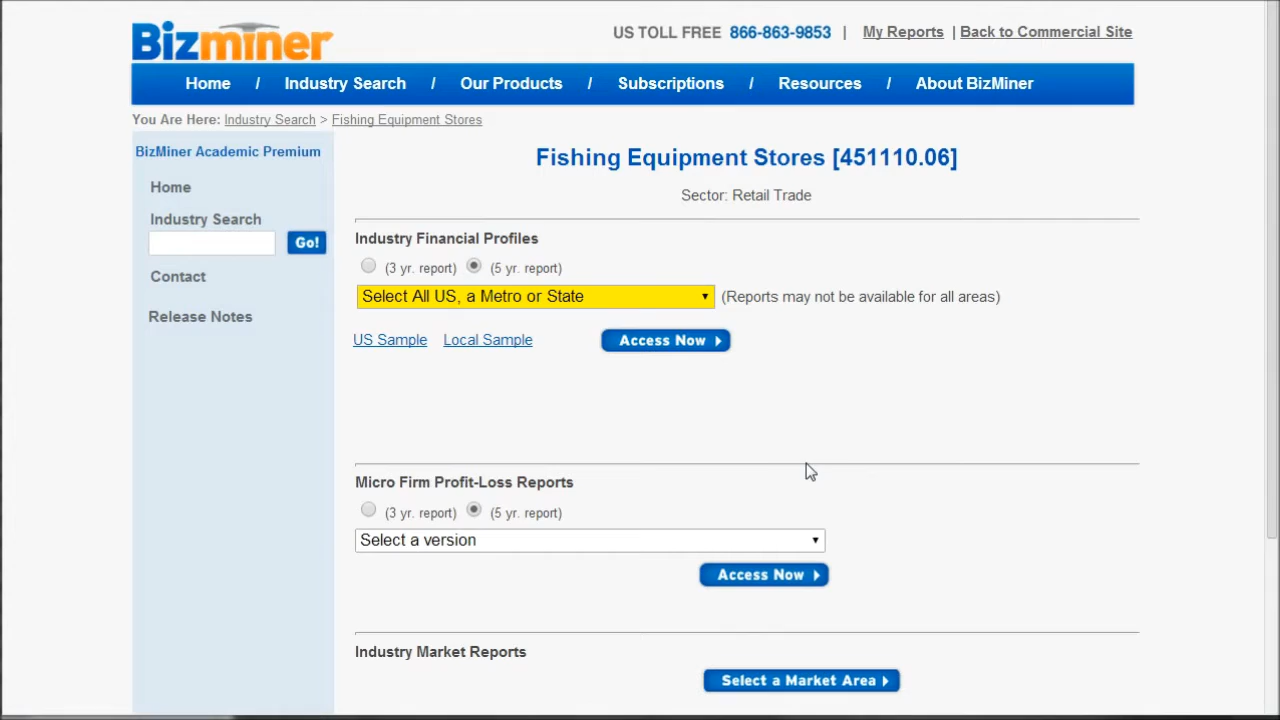 Bizminer
US TOLL FREE 866-863-9853 | My Reports | Back to Commercial Site
Home / Industry Search / Our Products / Subscriptions / Resources / About BizMiner
You Are Here: Industry Search > Fishing Equipment Stores
BizMiner Academic Premium
Home
Industry Search
Go!
Contact
Release Notes
Fishing Equipment Stores [451110.06]
Sector: Retail Trade
Industry Financial Profiles
(3 yr. report) (5 yr. report)
Select All US, a Metro or State (Reports may not be available for all areas)
US Sample Local Sample Access Now
Micro Firm Profit-Loss Reports
(3 yr. report) (5 yr. report)
Select a version
Access Now
Industry Market Reports
Select a Market Area